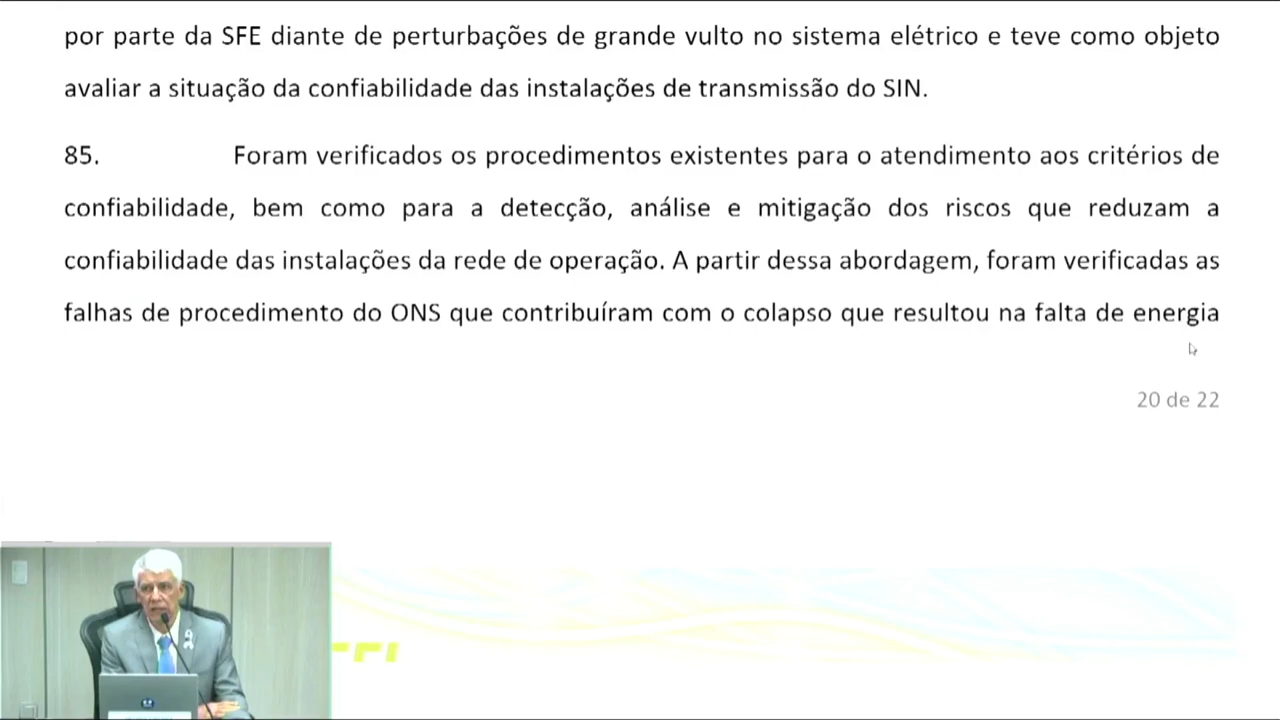 por parte da SFE diante de perturbações de grande vulto no sistema elétrico e teve como objeto
avaliar a situação da confiabilidade das instalações de transmissão do SIN.
85. Foram verificados os procedimentos existentes para o atendimento aos critérios de
confiabilidade, bem como para a detecção, análise e mitigação dos riscos que reduzam a
confiabilidade das instalações da rede de operação. A partir dessa abordagem, foram verificadas as
falhas de procedimento do ONS que contribuíram com o colapso que resultou na falta de energia
20 de 22